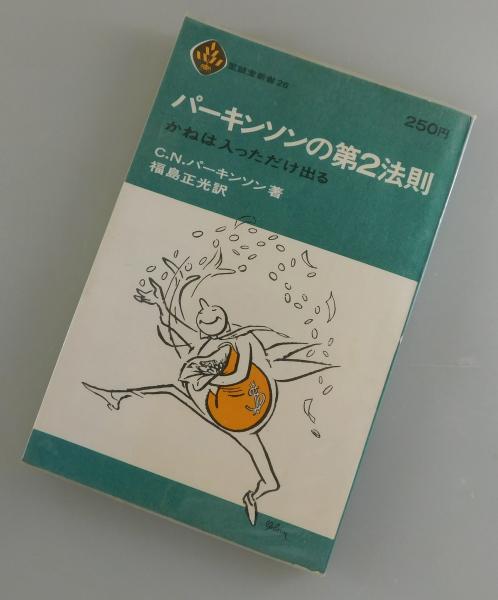 至誠堂新書26
250円
パーキンソンの第2法則
かねは入っただけ出る
C.N.パーキンソン著
福島正光訳
$